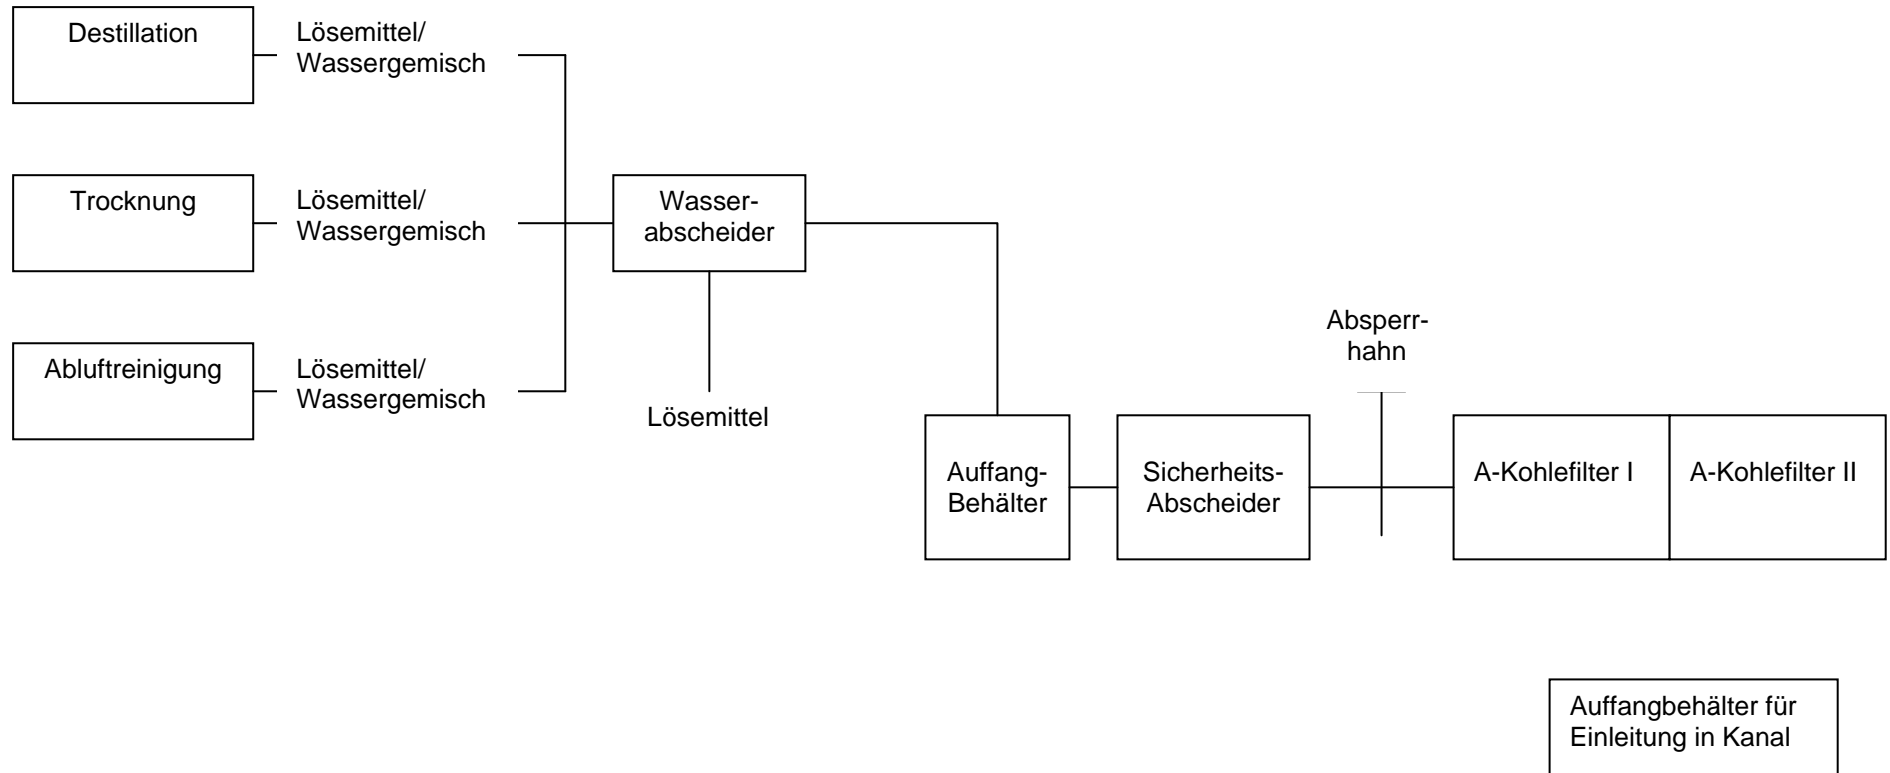 Destillation
Lösemittel/
Wassergemisch
Trocknung
Lösemittel/
Wassergemisch
Wasser-
abscheider
Abluftreinigung
Lösemittel/
Wassergemisch
Lösemittel
Absperr-
hahn
Auffang-
Behälter
Sicherheits-
Abscheider
A-Kohlefilter I
A-Kohlefilter II
Auffangbehälter für
Einleitung in Kanal